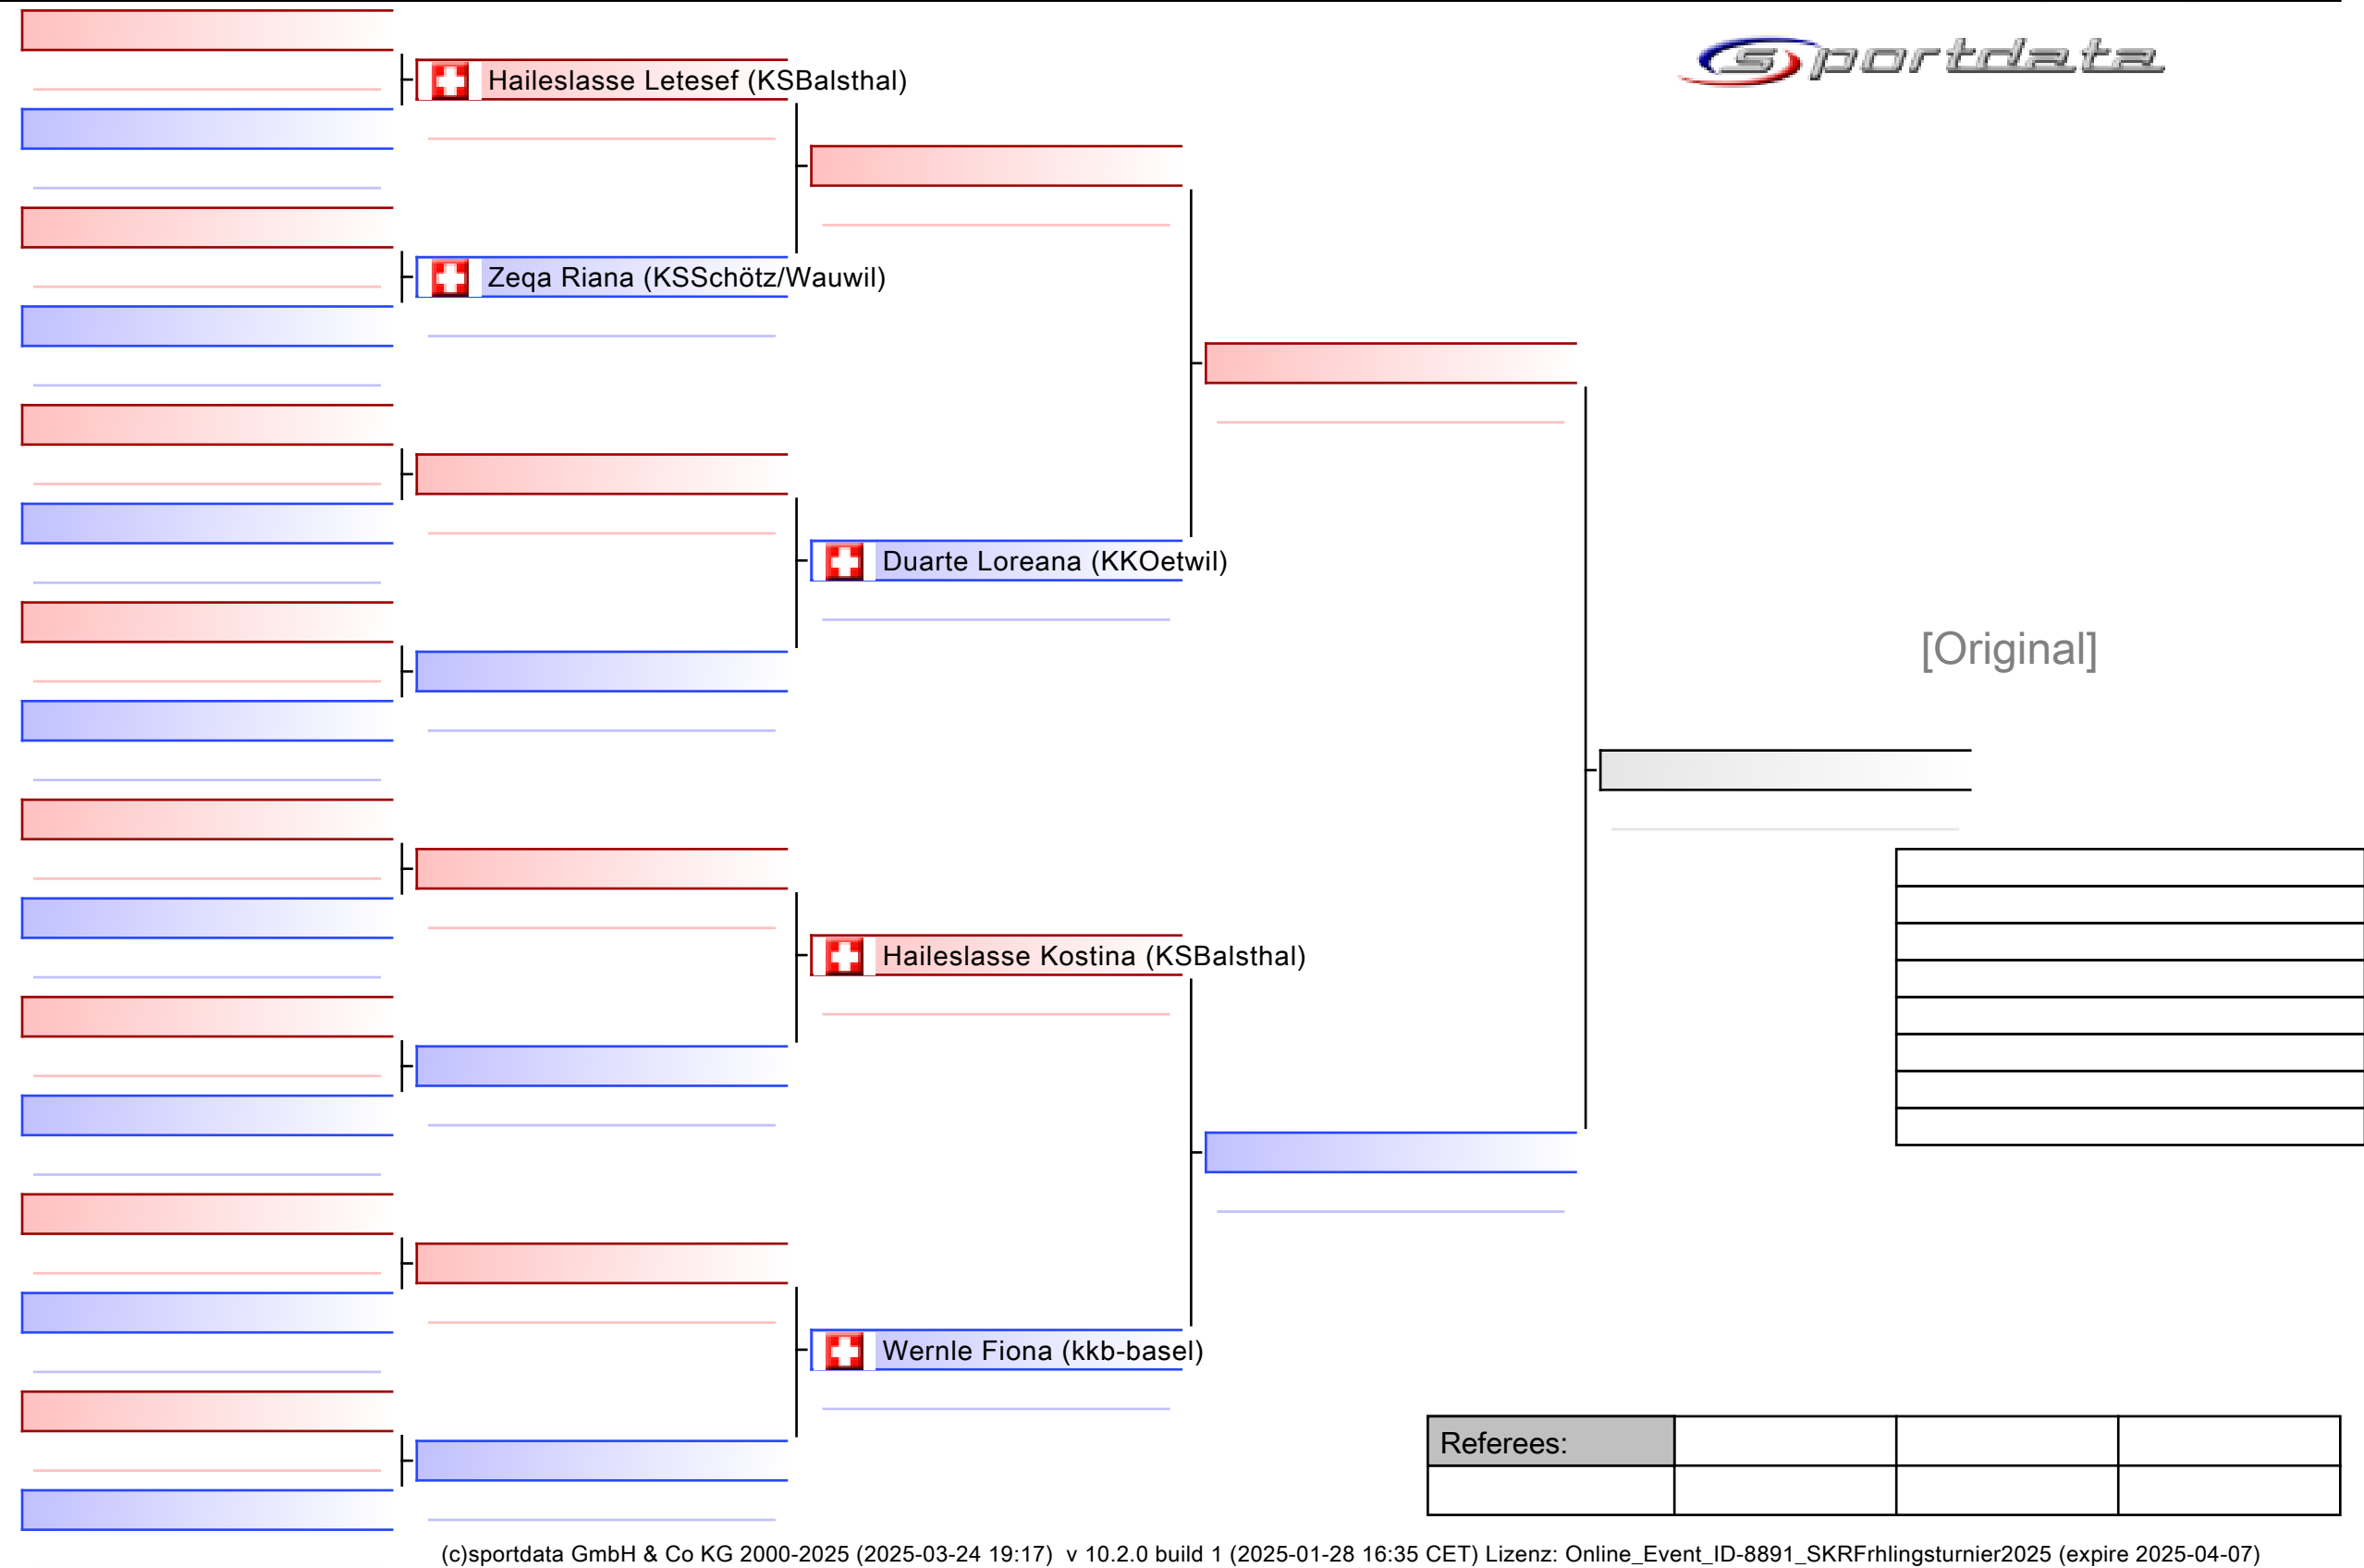 sportdata
Haileslasse Letesef (KSBalsthal)
Zeqa Riana (KSSchötz/Wauwil)
Duarte Loreana (KKOetwil)
[Original]
Haileslasse Kostina (KSBalsthal)
Wernle Fiona (kkb-basel)
Referees:
(c)sportdata GmbH & Co KG 2000-2025 (2025-03-24 19:17)  v 10.2.0 build 1 (2025-01-28 16:35 CET) Lizenz: Online_Event_ID-8891_SKRFrhlingsturnier2025 (expire 2025-04-07)